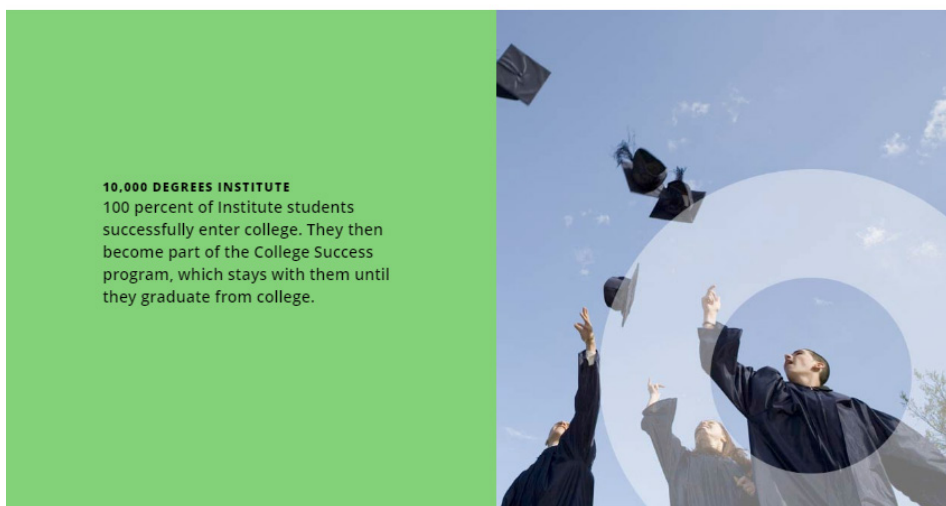 10,000 DEGREES INSTITUTE
100 percent of Institute students
successfully enter college. They then
become part of the College Success
program, which stays with them until
they graduate from college.